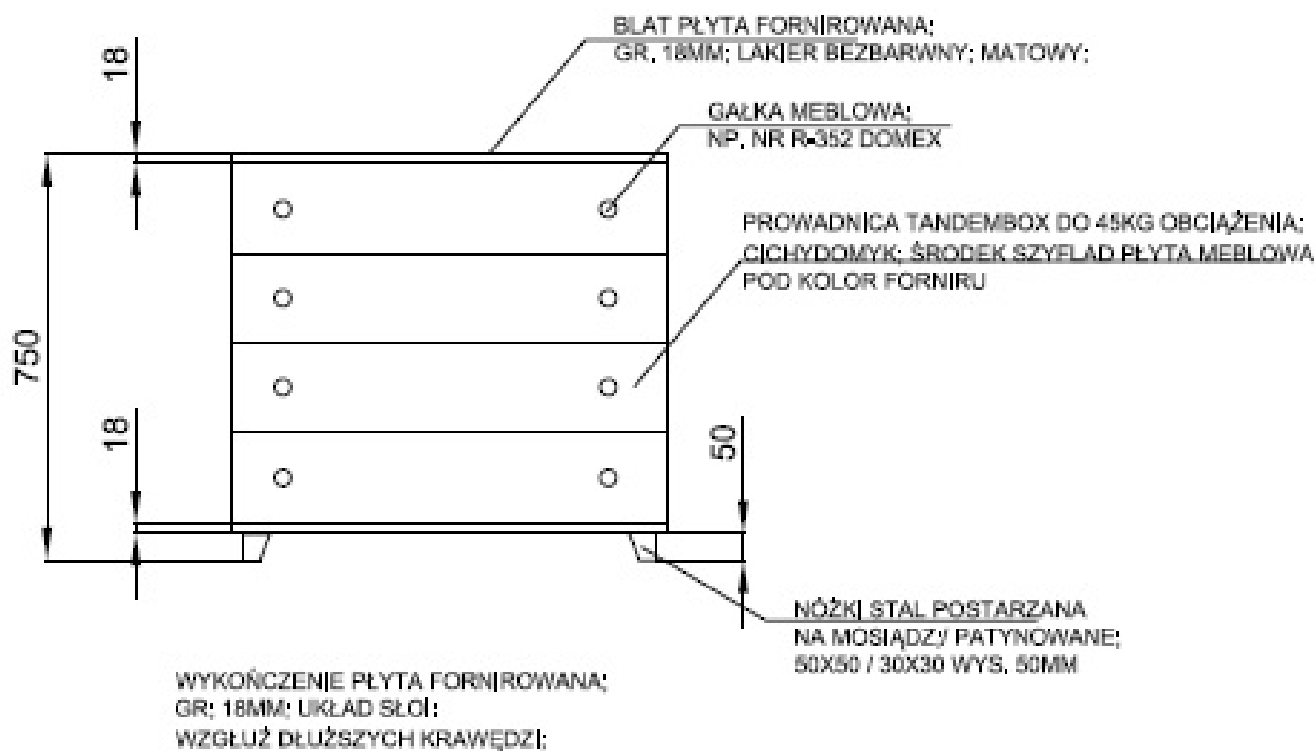 BLAT PŁYTA FORNIROWANA;
GR, 18MM; LAKIER BEZBARWNY; MATOWY;
18
GAŁKA MEBLOWA;
NP, NR R-352 DOMEX
PROWADNICA TANDEMBOX DO 45KG OBCIĄŻENIA;
CICHYDOMYK; ŚRODEK SZYFLAD PŁYTA MEBLOWA
POD KOLOR FORNIRU
750
18
50
NÓŻKI STAL POSTARZANA
NA MOSIĄDZ/ PATYNOWANE;
50X50 / 30X30 WYS. 50MM
WYKOŃCZENIE PŁYTA FORNIROWANA;
GR; 18MM; UKŁAD SŁOI;
WZGŁUŻ DŁUŻSZYCH KRAWĘDZI;